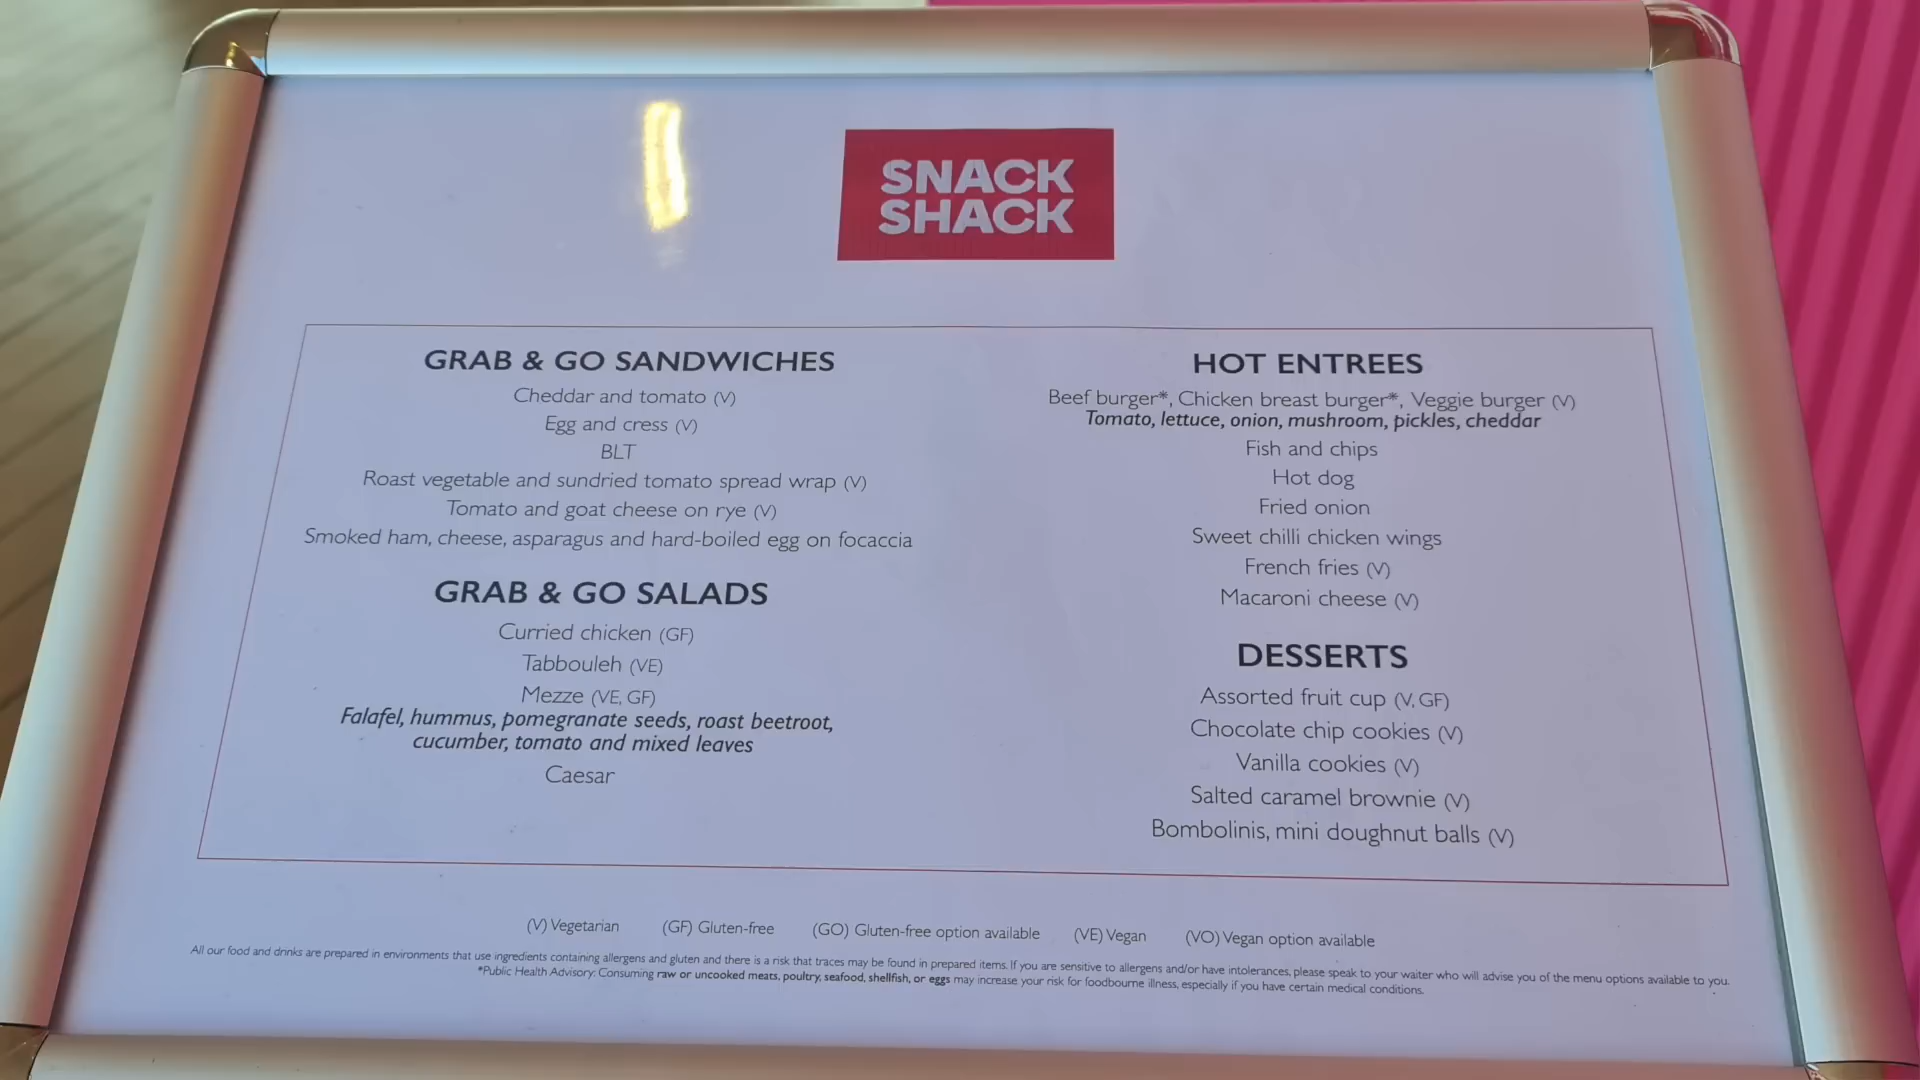 SNACK
SHACK
GRAB & GO SANDWICHES
Cheddar and tomato (V)
Egg and cress (V)
BLT
Roast vegetable and sundried tomato spread wrap (V)
Tomato and goat cheese on rye (V)
Smoked ham, cheese, asparagus and hard-boiled egg on focaccia
GRAB & GO SALADS
Curried chicken (GF)
Tabbouleh (VE)
Mezze (VE, GF)
Falafel, hummus, pomegranate seeds, roast beetroot,
cucumber, tomato and mixed leaves
Caesar
HOT ENTREES
Beef burger*, Chicken breast burger*, Veggie burger (V)
Tomato, lettuce, onion, mushroom, pickles, cheddar
Fish and chips
Hot dog
Fried onion
Sweet chilli chicken wings
French fries (V)
Macaroni cheese (V)
DESSERTS
Assorted fruit cup (V, GF)
Chocolate chip cookies (V)
Vanilla cookies (V)
Salted caramel brownie (V)
Bombolinis, mini doughnut balls (V)
(V) Vegetarian (GF) Gluten-free (GO) Gluten-free option available (VE) Vegan (VO) Vegan option available
All our food and drinks are prepared in environments that use ingredients containing allergens and gluten and there is a risk that traces may be found in prepared items. If you are sensitive to allergens and/or have intolerances, please speak to your waiter who will advise you of the menu options available to you.
*Public Health Advisory: Consuming raw or uncooked meats, poultry, seafood, shellfish, or eggs may increase your risk for foodbourne illness, especially if you have certain medical conditions.